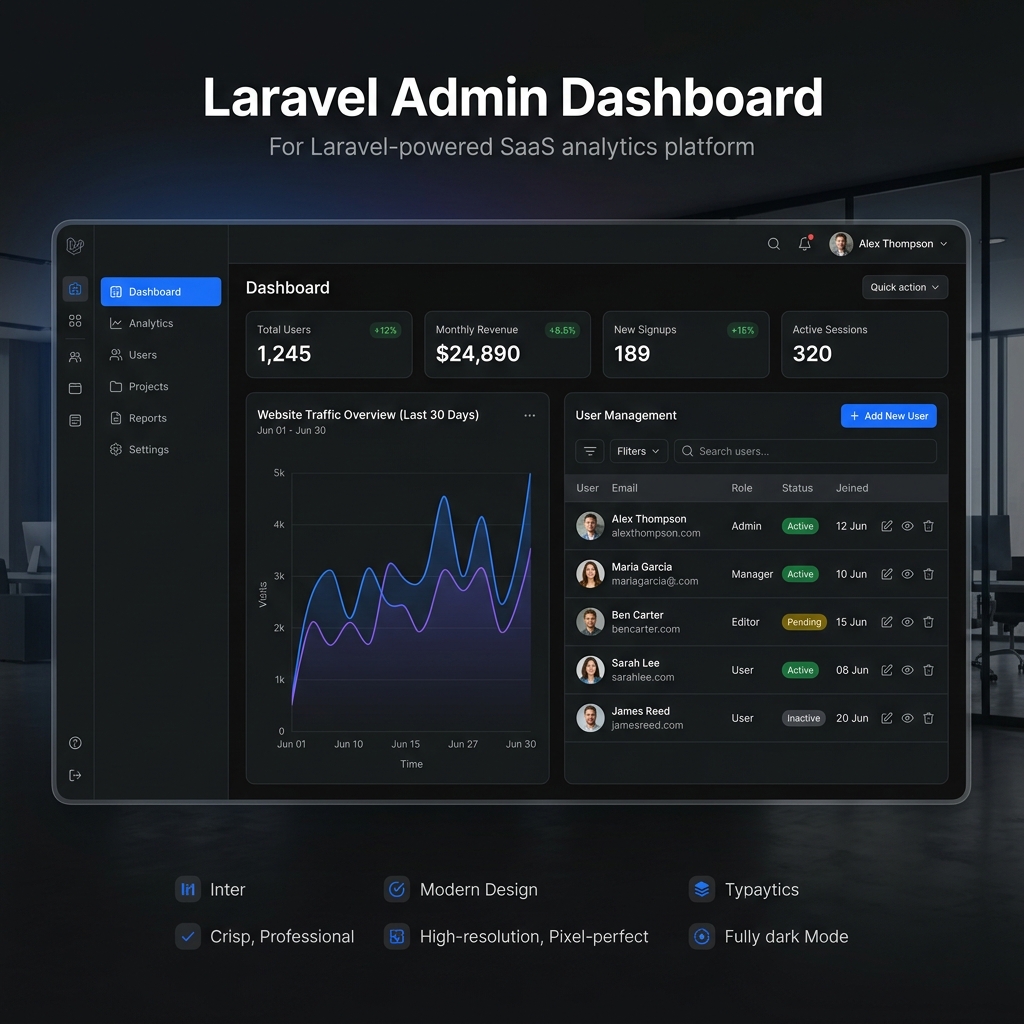 Laravel Admin Dashboard
For Laravel-powered SaaS analytics platform
Alex Thompson
Dashboard
Analytics
Users
Projects
Reports
Settings
Dashboard
Quick action
Total Users +12%
1,245
Monthly Revenue +8.5%
$24,890
New Signups +15%
189
Active Sessions
320
Website Traffic Overview (Last 30 Days)
Jun 01 - Jun 30
5k
4k
3k
2k
1k
0
Visits
Jun 01 Jun 10 Jun 15 Jun 27 Jun 30
Time
User Management
+ Add New User
Fliters
Search users...
User Email Role Status Jeined
Alex Thompson
alexthompson.com
Admin Active 12 Jun
Maria Garcia
marlagarcia@.com
Manager Active 10 Jun
Ben Carter
bencarter.com
Editor Pending 15 Jun
Sarah Lee
sarahlee.com
User Active 08 Jun
James Reed
jamesreed.com
User Inactive 20 Jun
Inter
Modern Design
Typaytics
Crisp, Professional
High-resolution, Pixel-perfect
Fully dark Mode